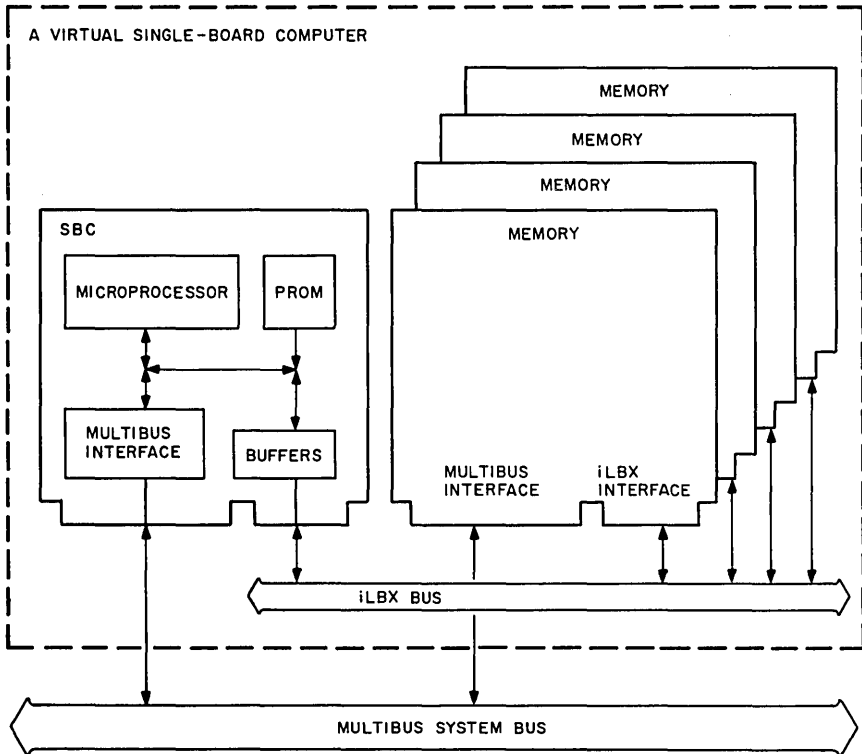 A VIRTUAL SINGLE-BOARD COMPUTER
MEMORY
MEMORY
MEMORY
MEMORY
SBC
MICROPROCESSOR
PROM
MULTIBUS
INTERFACE
BUFFERS
MULTIBUS
INTERFACE
iLBX
INTERFACE
iLBX BUS
MULTIBUS SYSTEM BUS